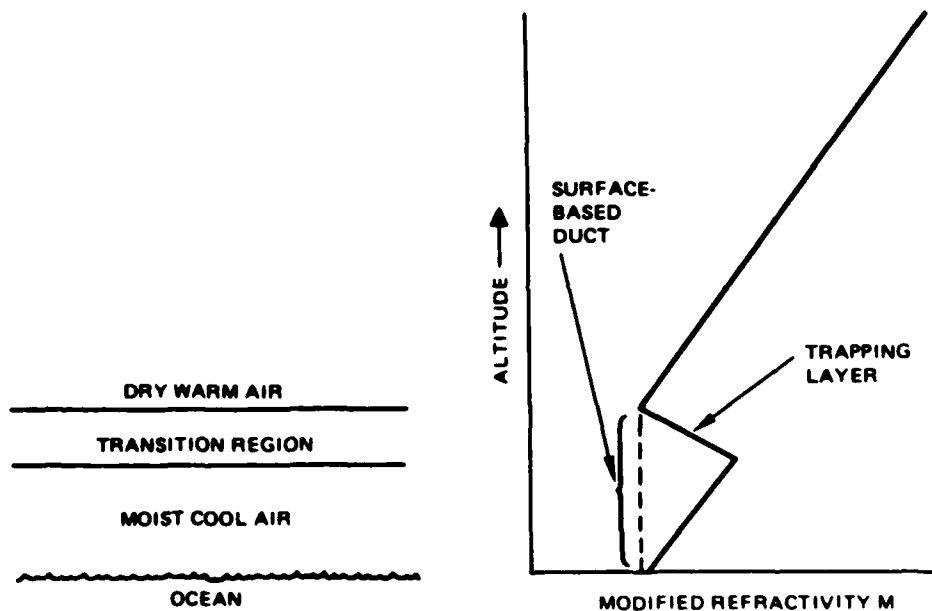 DRY WARM AIR
TRANSITION REGION
MOIST COOL AIR
OCEAN
ALTITUDE
SURFACE-
BASED
DUCT
TRAPPING
LAYER
MODIFIED REFRACTIVITY M